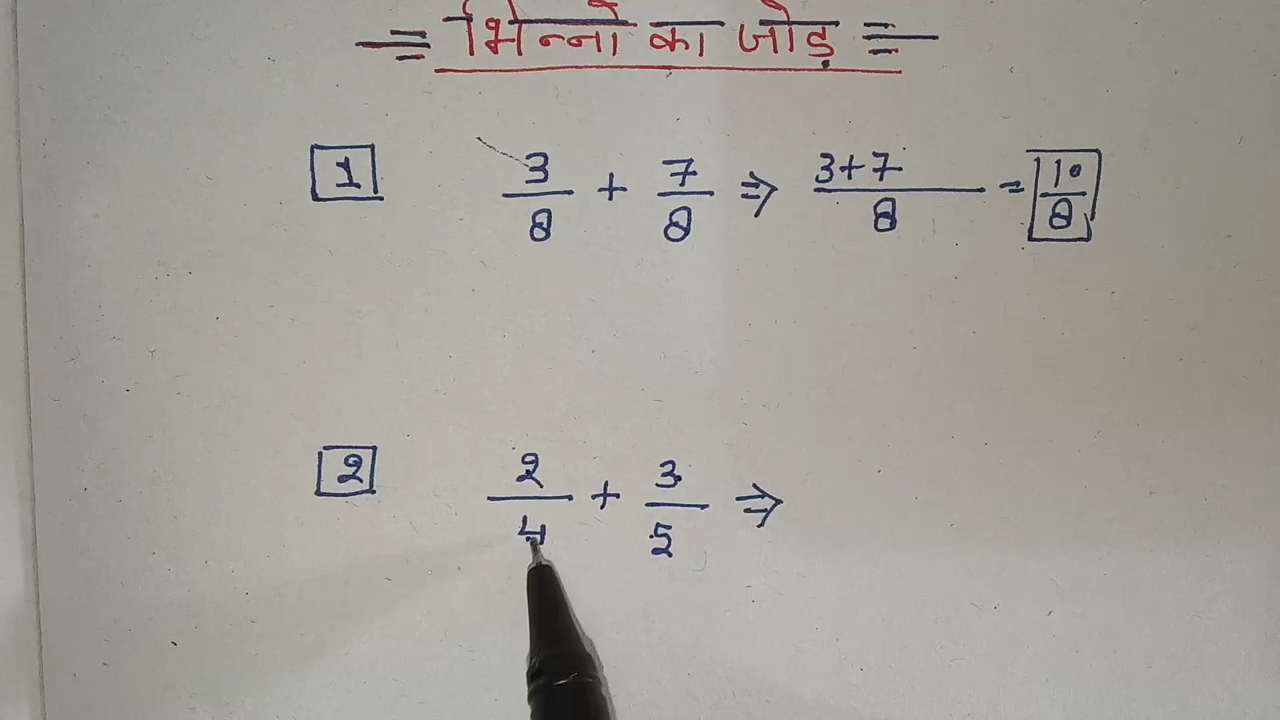 = भिन्नों का जोड़ =
1 3/8 + 7/8 ⇒ 3+7/8 = 10/8
2 2/4 + 3/5 ⇒